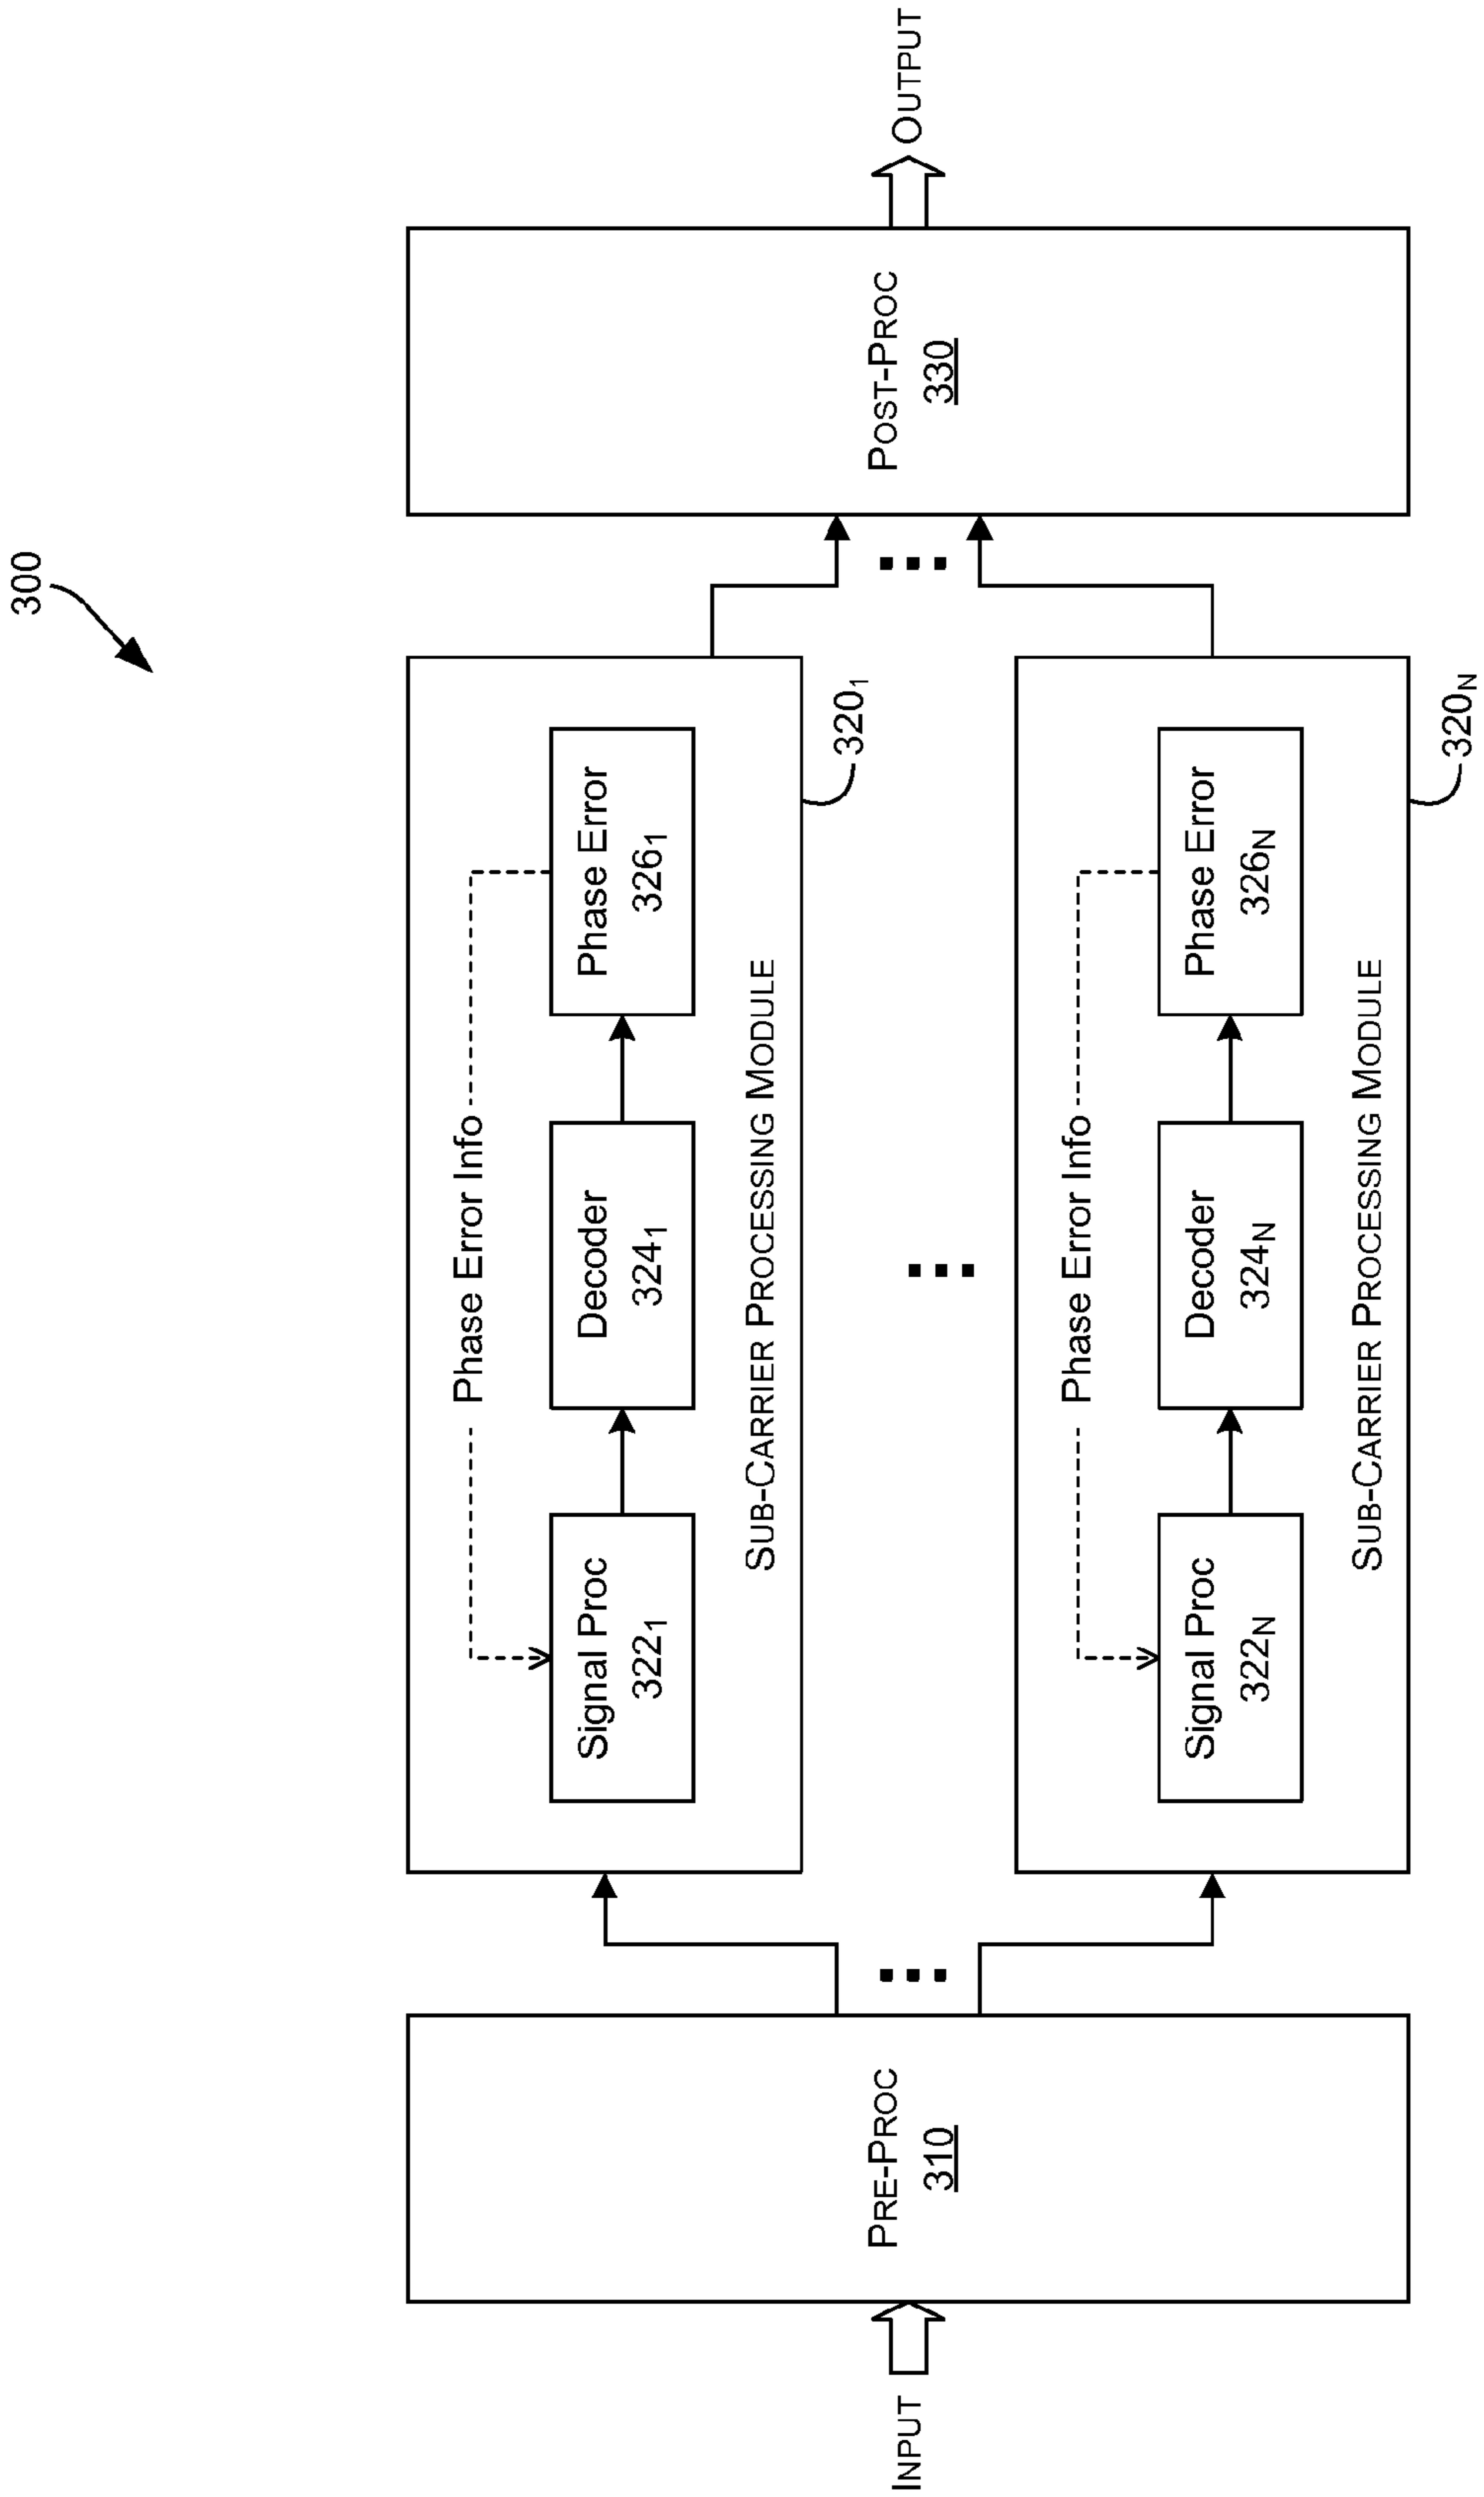 300
INPUT
PRE-PROC
310
Phase Error Info
Signal Proc
322₁
Decoder
324₁
Phase Error
326₁
SUB-CARRIER PROCESSING MODULE
320₁
Phase Error Info
Signal Proc
322N
Decoder
324N
Phase Error
326N
SUB-CARRIER PROCESSING MODULE
320N
POST-PROC
330
OUTPUT